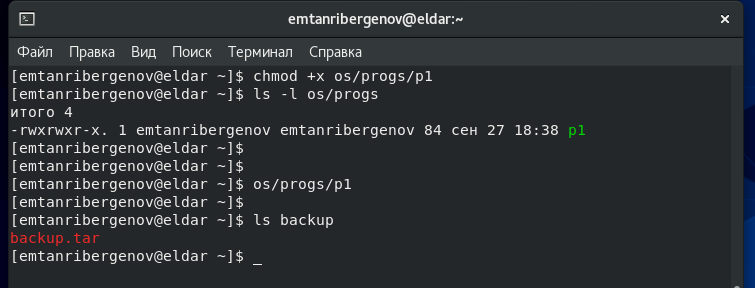 emtanribergenov@eldar:~
Файл Правка Вид Поиск Терминал Справка
[emtanribergenov@eldar ~]$ chmod +x os/progs/p1
[emtanribergenov@eldar ~]$ ls -l os/progs
итого 4
-rwxrwxr-x. 1 emtanribergenov emtanribergenov 84 сен 27 18:38 p1
[emtanribergenov@eldar ~]$
[emtanribergenov@eldar ~]$
[emtanribergenov@eldar ~]$ os/progs/p1
[emtanribergenov@eldar ~]$
[emtanribergenov@eldar ~]$ ls backup
backup.tar
[emtanribergenov@eldar ~]$ _